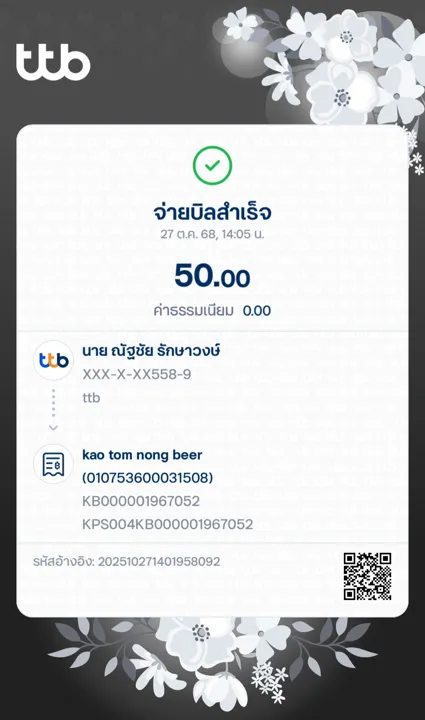 ttb
จ่ายบิลสำเร็จ
27 ต.ค. 68, 14:05 น.
50.00
ค่าธรรมเนียม 0.00
ttb
นาย ณัฐชัย รักษาวงษ์
XXX-X-XX558-9
ttb
kao tom nong beer
(010753600031508)
KB000001967052
KPS004KB000001967052
รหัสอ้างอิง: 202510271401958092